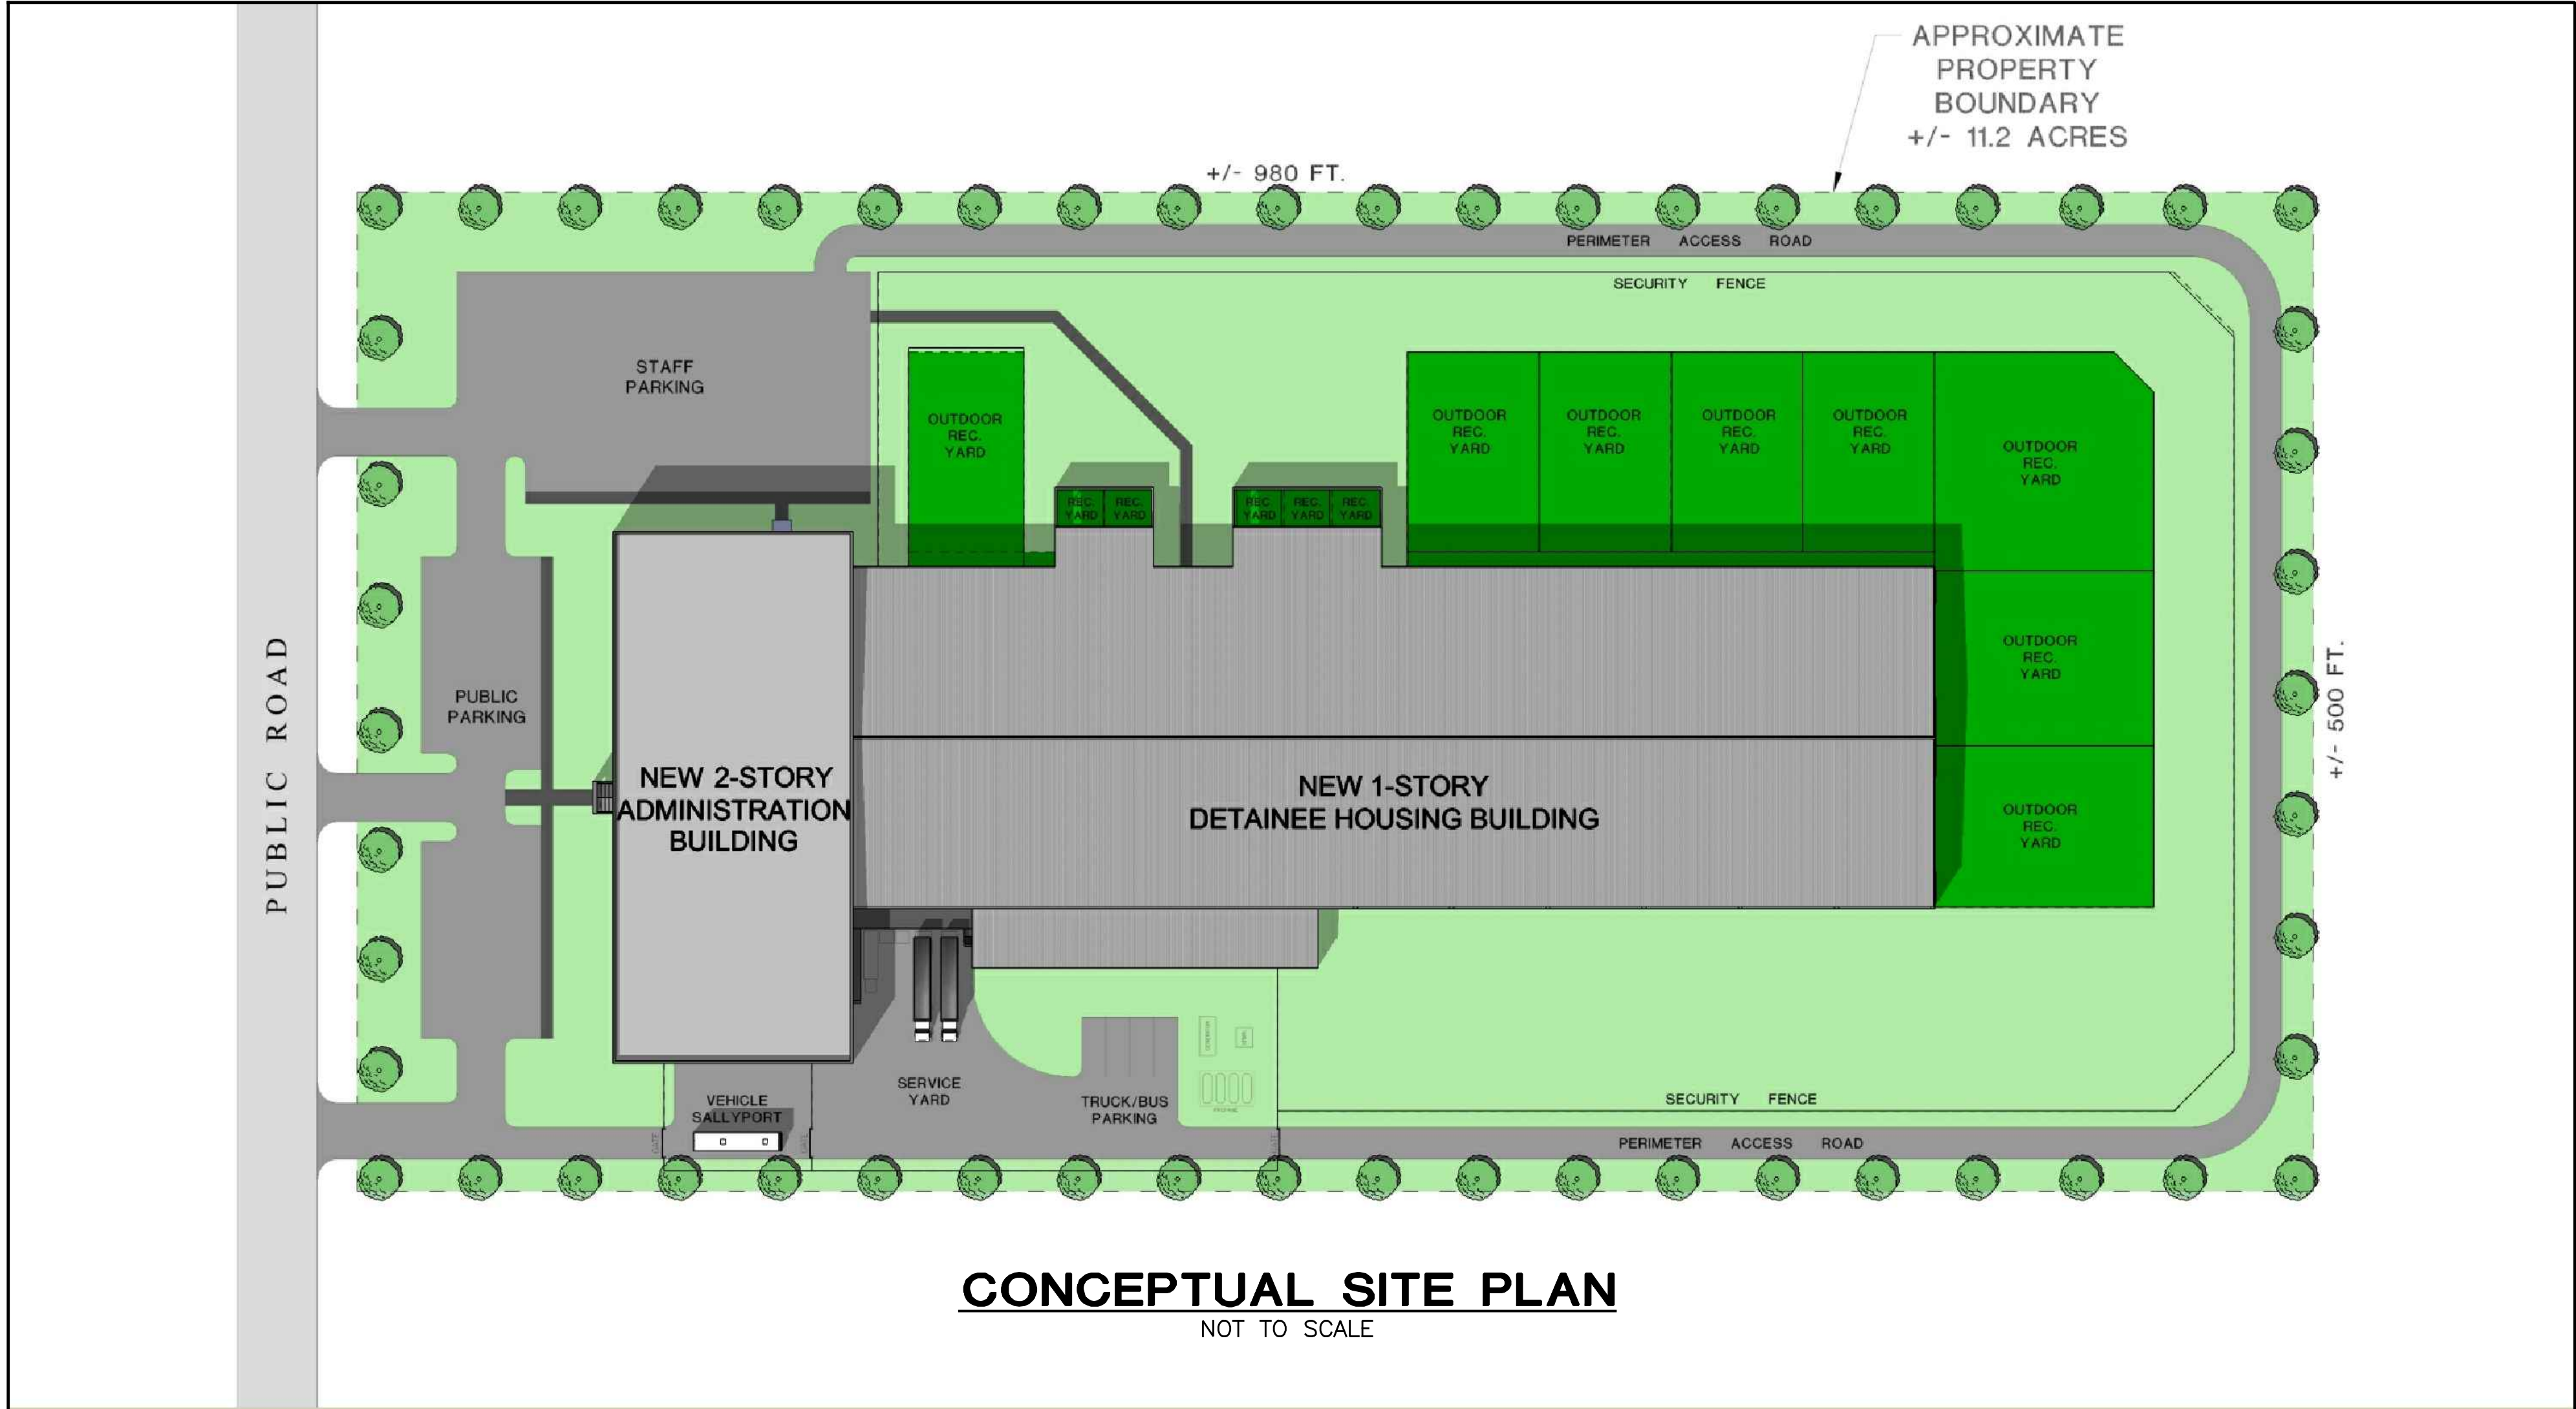 APPROXIMATE
PROPERTY
BOUNDARY
+/- 11.2 ACRES
+/- 980 FT.
PERIMETER ACCESS ROAD
SECURITY FENCE
STAFF
PARKING
OUTDOOR
REC.
YARD
OUTDOOR
REC.
YARD
OUTDOOR
REC.
YARD
OUTDOOR
REC.
YARD
OUTDOOR
REC.
YARD
OUTDOOR
REC.
YARD
REC.
YARD
REC.
YARD
REC.
YARD
REC.
YARD
REC.
YARD
OUTDOOR
REC.
YARD
OUTDOOR
REC.
YARD
+/- 500 FT.
PUBLIC ROAD
PUBLIC
PARKING
NEW 2-STORY
ADMINISTRATION
BUILDING
NEW 1-STORY
DETAINEE HOUSING BUILDING
GENERATOR
SERVICE
YARD
VEHICLE
SALLYPORT
TRUCK/BUS
PARKING
GATE
GATE
GATE
SECURITY FENCE
PERIMETER ACCESS ROAD
CONCEPTUAL SITE PLAN
NOT TO SCALE